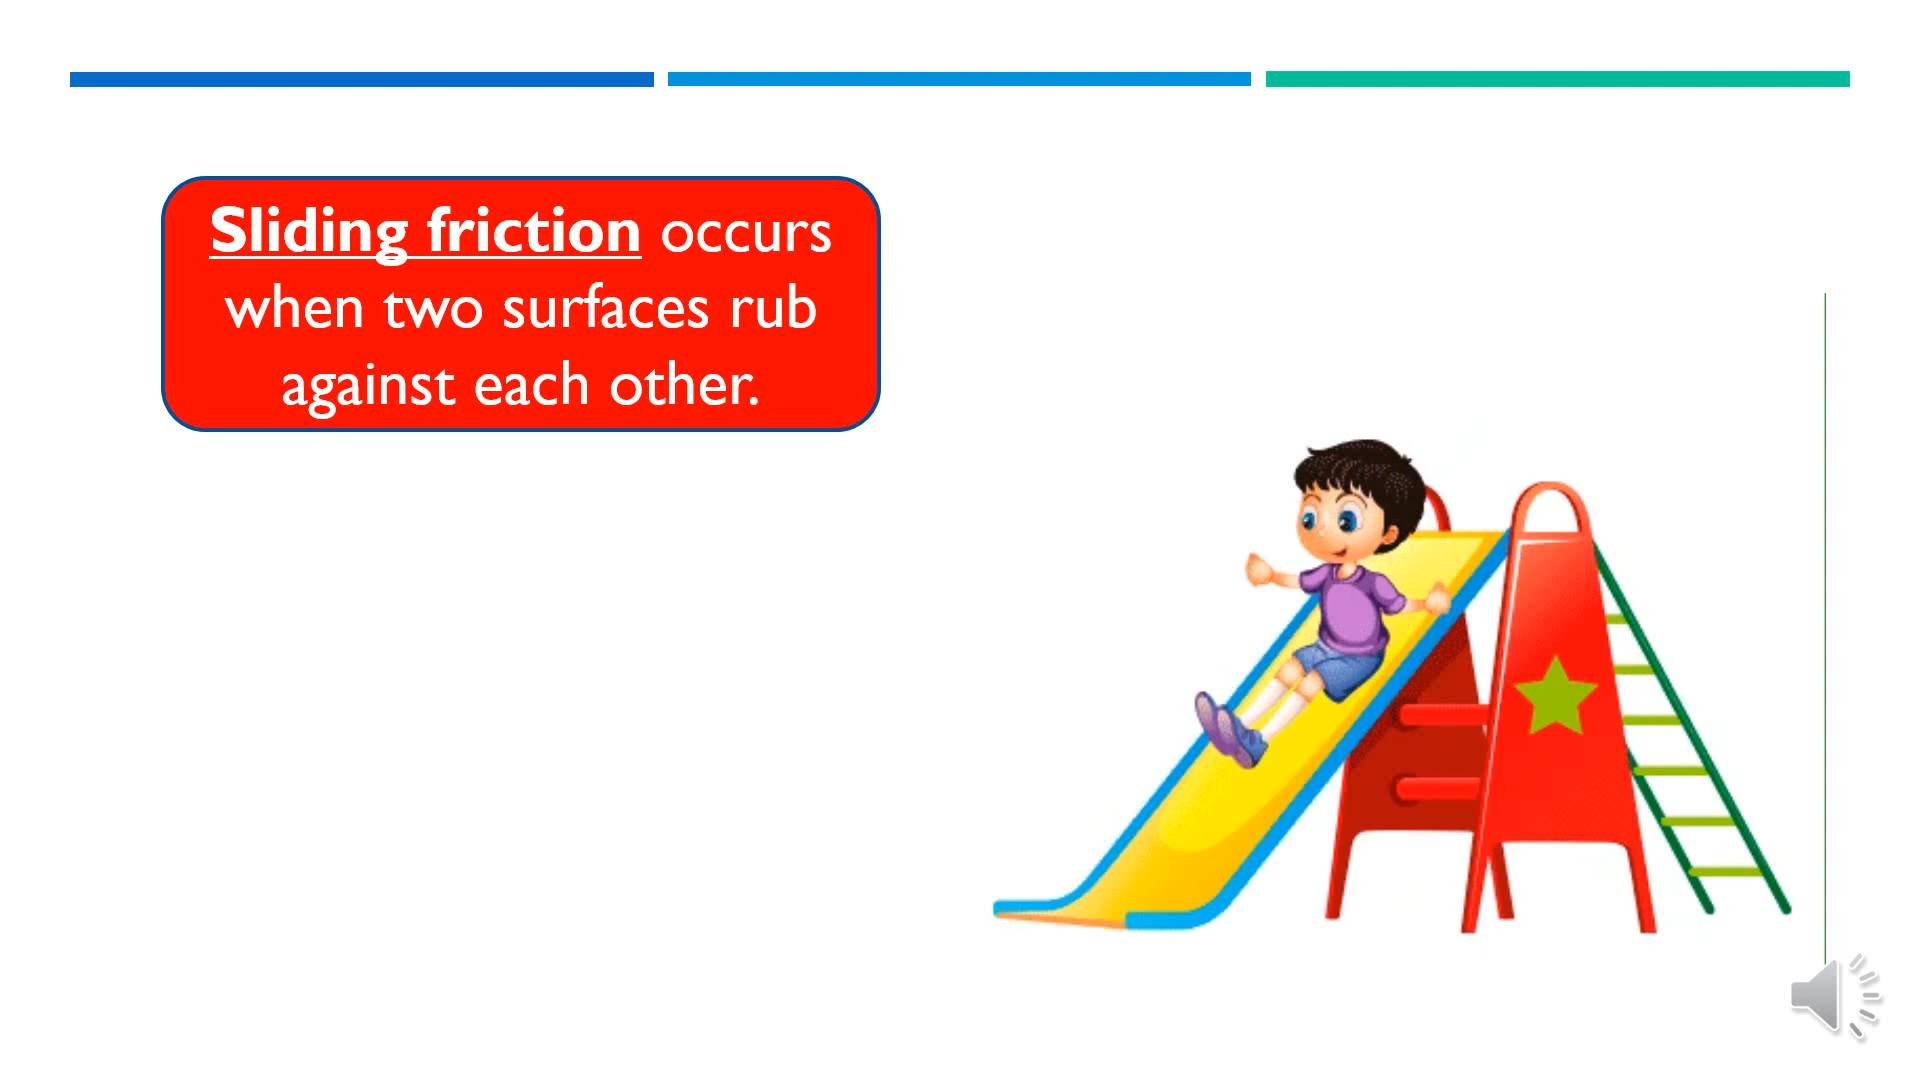 Sliding friction occurs
when two surfaces rub
against each other.